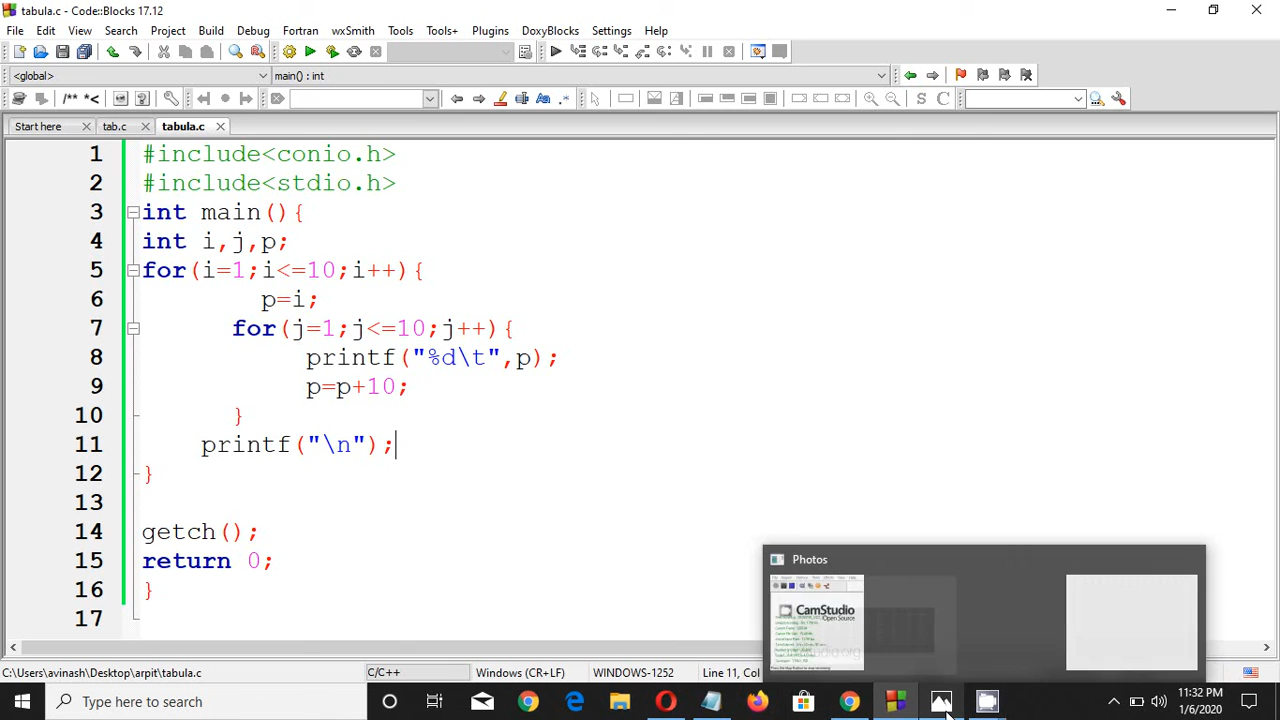 tabula.c - Code::Blocks 17.12
File Edit View Search Project Build Debug Fortran wxSmith Tools Tools+ Plugins DoxyBlocks Settings Help
<global> main() : int
/** *< S C
Start here tab.c tabula.c
1 #include<conio.h>
2 #include<stdio.h>
3 int main(){
4 int i,j,p;
5 for(i=1;i<=10;i++){
6 p=i;
7 for(j=1;j<=10;j++){
8 printf("%d\t",p);
9 p=p+10;
10 }
11 printf("\n");
12 }
13
14 getch();
15 return 0;
16 }
17
Photos
CamStudio
Open Source
C:\Users\avinash\Desktop\arpit\tabula.c C/C++ Windows (CR+LF) WINDOWS-1252 Line 11, Col
Type here to search
11:32 PM
1/6/2020